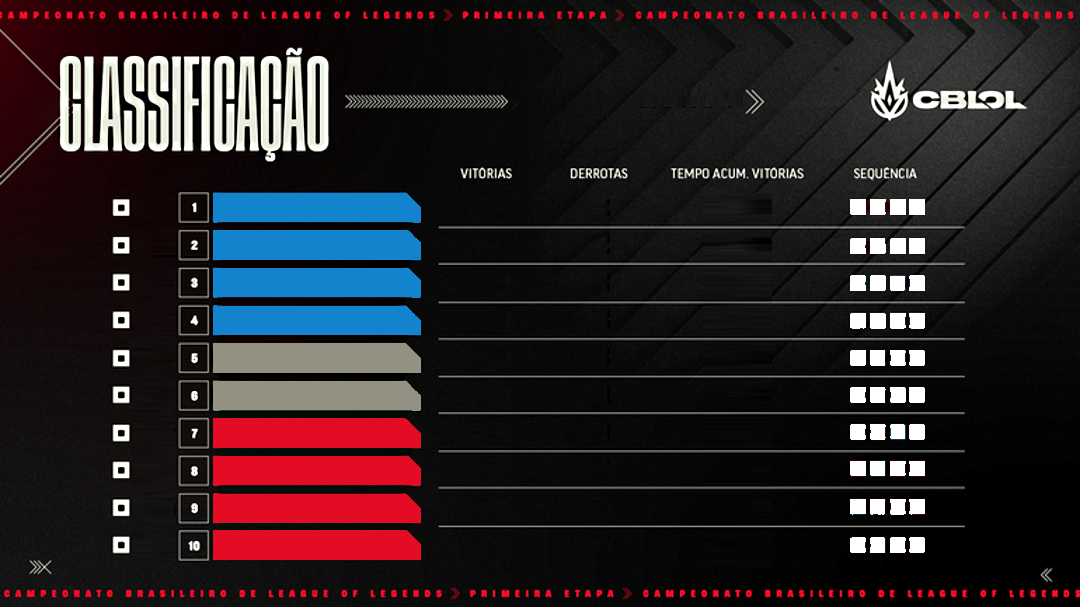 CAMPEONATO BRASILEIRO DE LEAGUE OF LEGENDS PRIMEIRA ETAPA CAMPEONATO BRASILEIRO DE LEAGUE OF LEGENDS
CLASSIFICAÇÃO
CBLOL
VITÓRIAS DERROTAS TEMPO ACUM. VITÓRIAS SEQUÊNCIA
1
2
3
4
5
6
7
8
9
10
CAMPEONATO BRASILEIRO DE LEAGUE OF LEGENDS PRIMEIRA ETAPA CAMPEONATO BRASILEIRO DE LEAGUE OF LEGENDS